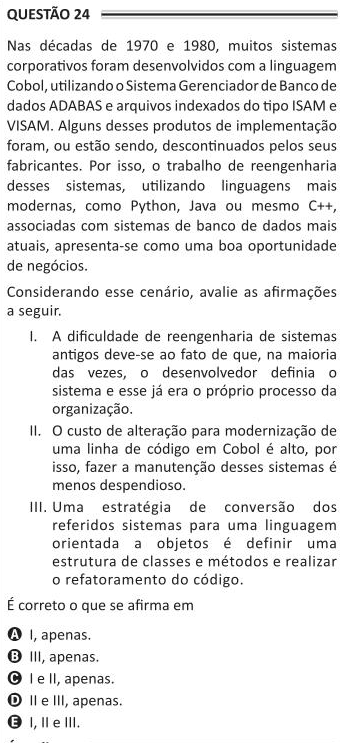 QUESTÃO 24
Nas décadas de 1970 e 1980, muitos sistemas
corporativos foram desenvolvidos com a linguagem
Cobol, utilizando o Sistema Gerenciador de Banco de
dados ADABAS e arquivos indexados do tipo ISAM e
VISAM. Alguns desses produtos de implementação
foram, ou estão sendo, descontinuados pelos seus
fabricantes. Por isso, o trabalho de reengenharia
desses sistemas, utilizando linguagens mais
modernas, como Python, Java ou mesmo C++,
associadas com sistemas de banco de dados mais
atuais, apresenta-se como uma boa oportunidade
de negócios.
Considerando esse cenário, avalie as afirmações
a seguir.
I. A dificuldade de reengenharia de sistemas
antigos deve-se ao fato de que, na maioria
das vezes, o desenvolvedor definia o
sistema e esse já era o próprio processo da
organização.
II. O custo de alteração para modernização de
uma linha de código em Cobol é alto, por
isso, fazer a manutenção desses sistemas é
menos despendioso.
III. Uma estratégia de conversão dos
referidos sistemas para uma linguagem
orientada a objetos é definir uma
estrutura de classes e métodos e realizar
o refatoramento do código.
É correto o que se afirma em
A I, apenas.
B III, apenas.
C I e II, apenas.
D II e III, apenas.
E I, II e III.